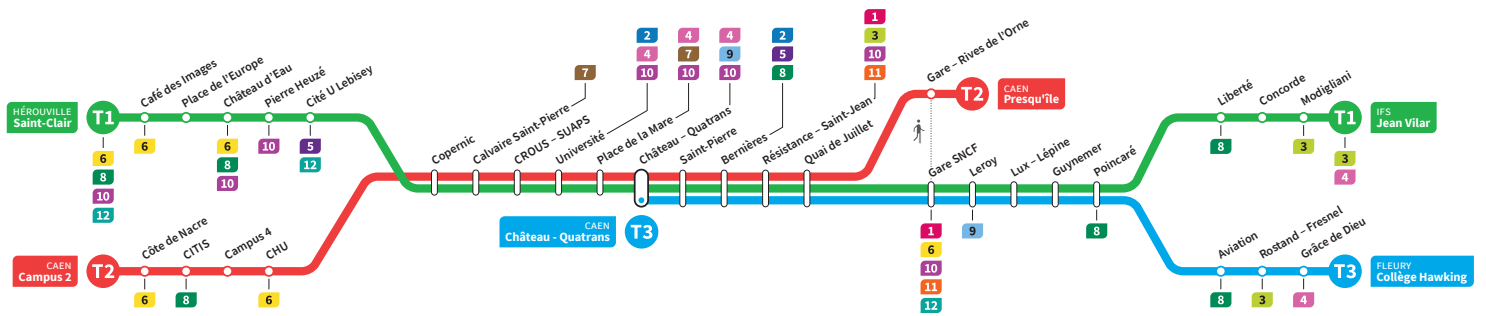 HÉROUVILLE
Saint-Clair
T1
6
8
10
12
Café des Images
6
Place de l'Europe
Château d'Eau
6
8
10
Pierre Heuzé
10
Cité U Lebisey
5
12
CAEN
Campus 2
T2
Côte de Nacre
6
CITIS
8
Campus 4
CHU
6
Copernic
Calvaire Saint-Pierre
7
CROUS – SUAPS
Université
2
4
10
Place de la Mare
4
7
10
Château – Quatrans
4
9
10
CAEN
Château - Quatrans
T3
Saint-Pierre
Bernières
2
5
8
Résistance – Saint-Jean
1
3
10
11
Quai de Juillet
Gare – Rives de l'Orne
T2
CAEN
Presqu'île
Gare SNCF
1
6
10
11
12
Leroy
9
Lux – Lépine
Guynemer
Poincaré
8
Liberté
8
Concorde
Modigliani
3
T1
IFS
Jean Vilar
3
4
Aviation
8
Rostand – Fresnel
3
Grâce de Dieu
4
T3
FLEURY
Collège Hawking